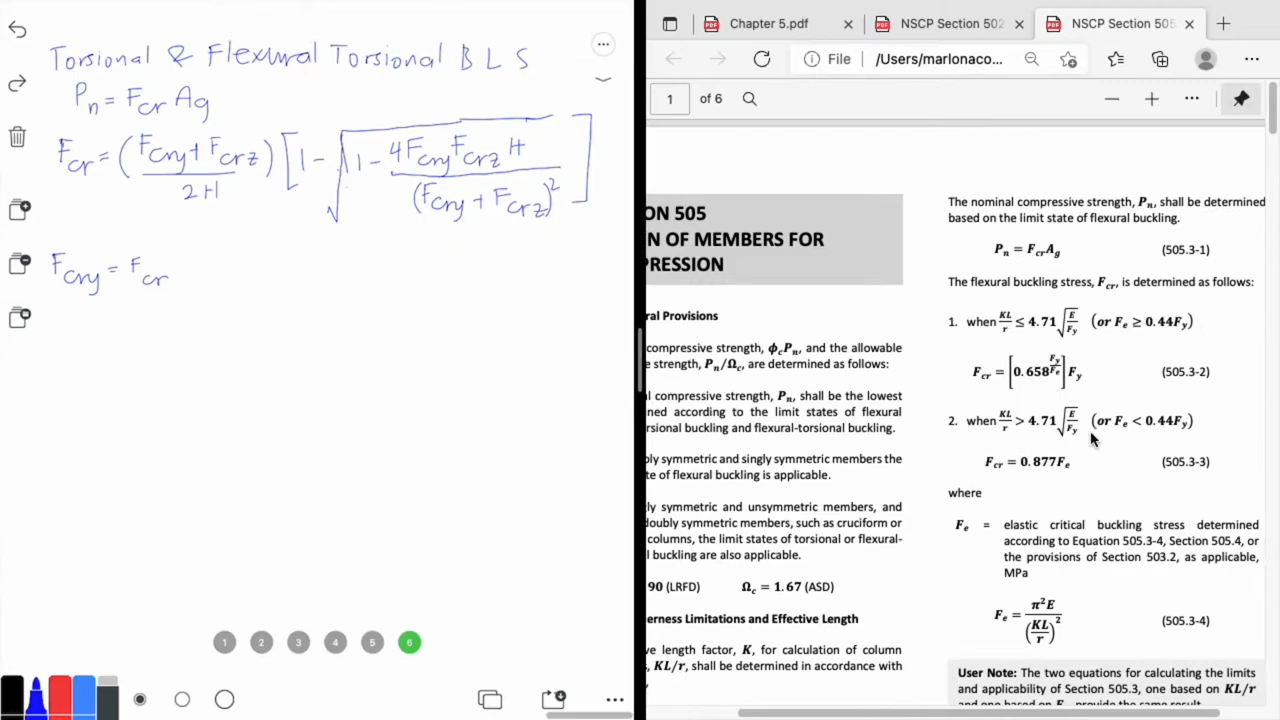 Torsional & Flexural Torsional B L S
Pn = Fcr Ag
Fcr = (Fcry + Fcrz / 2H) [1 - √(1 - 4FcryFcrzH / (Fcry + Fcrz)²)]
Fcry = Fcr
1 2 3 4 5 6
Chapter 5.pdf
NSCP Section 502
NSCP Section 505
File
/Users/marlonaco...
1 of 6
ON 505
N OF MEMBERS FOR
PRESSION
ral Provisions
compressive strength, ϕcPn, and the allowable
e strength, Pn/Ωc, are determined as follows:
al compressive strength, Pn, shall be the lowest
ned according to the limit states of flexural
orsional buckling and flexural-torsional buckling.
bly symmetric and singly symmetric members the
te of flexural buckling is applicable.
gly symmetric and unsymmetric members, and
doubly symmetric members, such as cruciform or
columns, the limit states of torsional or flexural-
l buckling are also applicable.
90 (LRFD) Ωc = 1.67 (ASD)
erness Limitations and Effective Length
ve length factor, K, for calculation of column
, KL/r, shall be determined in accordance with
The nominal compressive strength, Pn, shall be determined
based on the limit state of flexural buckling.
Pn = FcrAg (505.3-1)
The flexural buckling stress, Fcr, is determined as follows:
1. when KL/r ≤ 4.71√(E/Fy) (or Fe ≥ 0.44Fy)
Fcr = [0.658^(Fy/Fe)] Fy (505.3-2)
2. when KL/r > 4.71√(E/Fy) (or Fe < 0.44Fy)
Fcr = 0.877Fe (505.3-3)
where
Fe = elastic critical buckling stress determined
according to Equation 505.3-4, Section 505.4, or
the provisions of Section 503.2, as applicable,
MPa
Fe = π²E / (KL/r)² (505.3-4)
User Note: The two equations for calculating the limits
and applicability of Section 505.3, one based on KL/r
and one based on F provide the same result